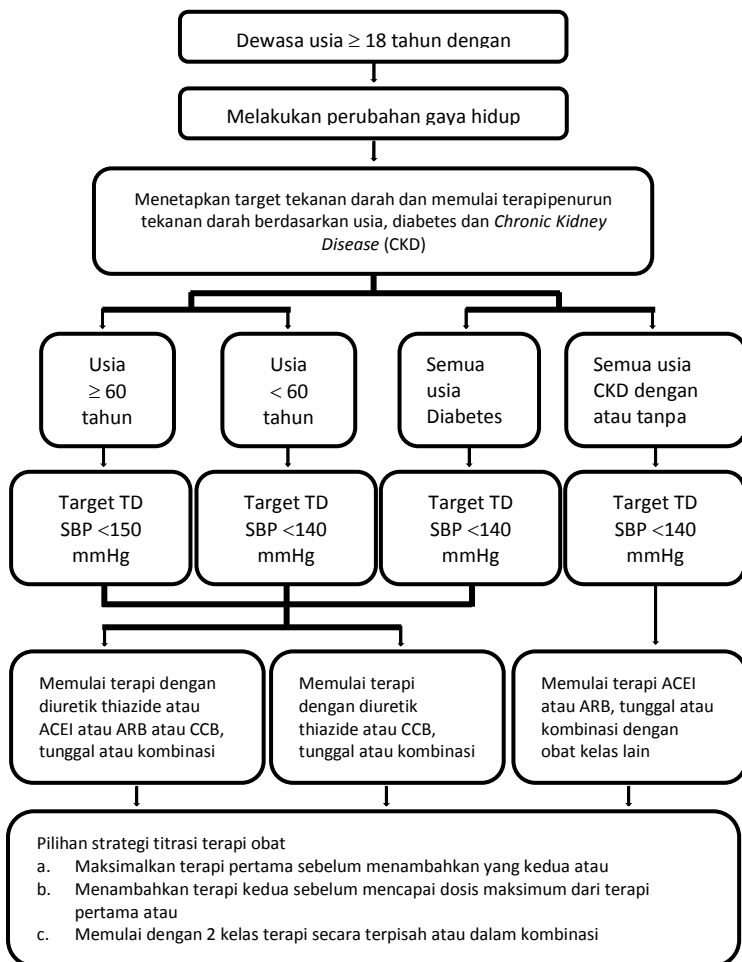 Dewasa usia ≥ 18 tahun dengan
Melakukan perubahan gaya hidup
Menetapkan target tekanan darah dan memulai terapipenurun
tekanan darah berdasarkan usia, diabetes dan Chronic Kidney
Disease (CKD)
Usia
≥ 60
tahun
Usia
< 60
tahun
Semua
usia
Diabetes
Semua usia
CKD dengan
atau tanpa
Target TD
SBP <150
mmHg
Target TD
SBP <140
mmHg
Target TD
SBP <140
mmHg
Target TD
SBP <140
mmHg
Memulai terapi dengan
diuretik thiazide atau
ACEI atau ARB atau CCB,
tunggal atau kombinasi
Memulai terapi
dengan diuretik
thiazide atau CCB,
tunggal atau kombinasi
Memulai terapi ACEI
atau ARB, tunggal atau
kombinasi dengan
obat kelas lain
Pilihan strategi titrasi terapi obat
a. Maksimalkan terapi pertama sebelum menambahkan yang kedua atau
b. Menambahkan terapi kedua sebelum mencapai dosis maksimum dari terapi
pertama atau
c. Memulai dengan 2 kelas terapi secara terpisah atau dalam kombinasi